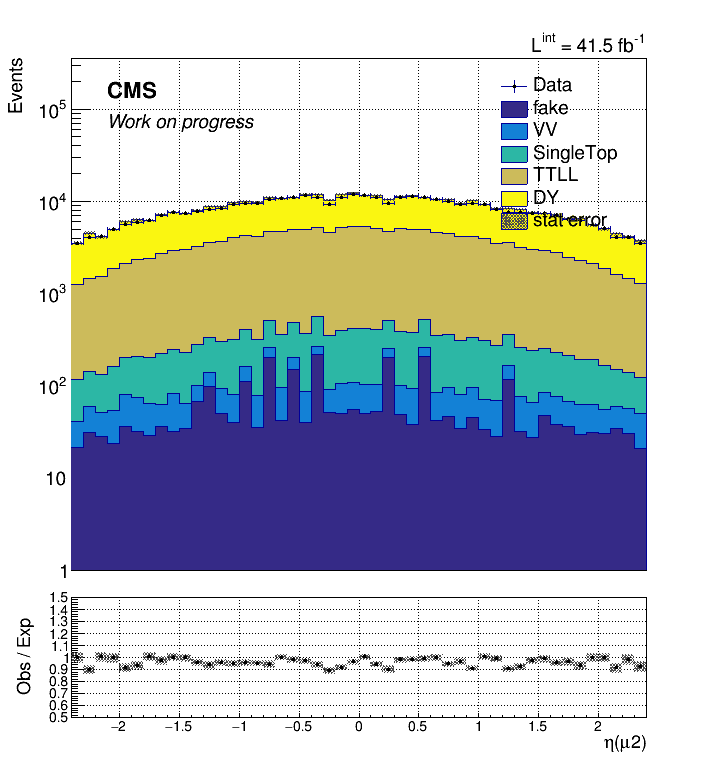 L^int = 41.5 fb^-1
Events
CMS
Work on progress
Data
fake
VV
SingleTop
TTLL
DY
stat error
10^5
10^4
10^3
10^2
10
1
Obs / Exp
1.5
1.4
1.3
1.2
1.1
1
0.9
0.8
0.7
0.6
0.5
−2 −1.5 −1 −0.5 0 0.5 1 1.5 2
η(μ2)